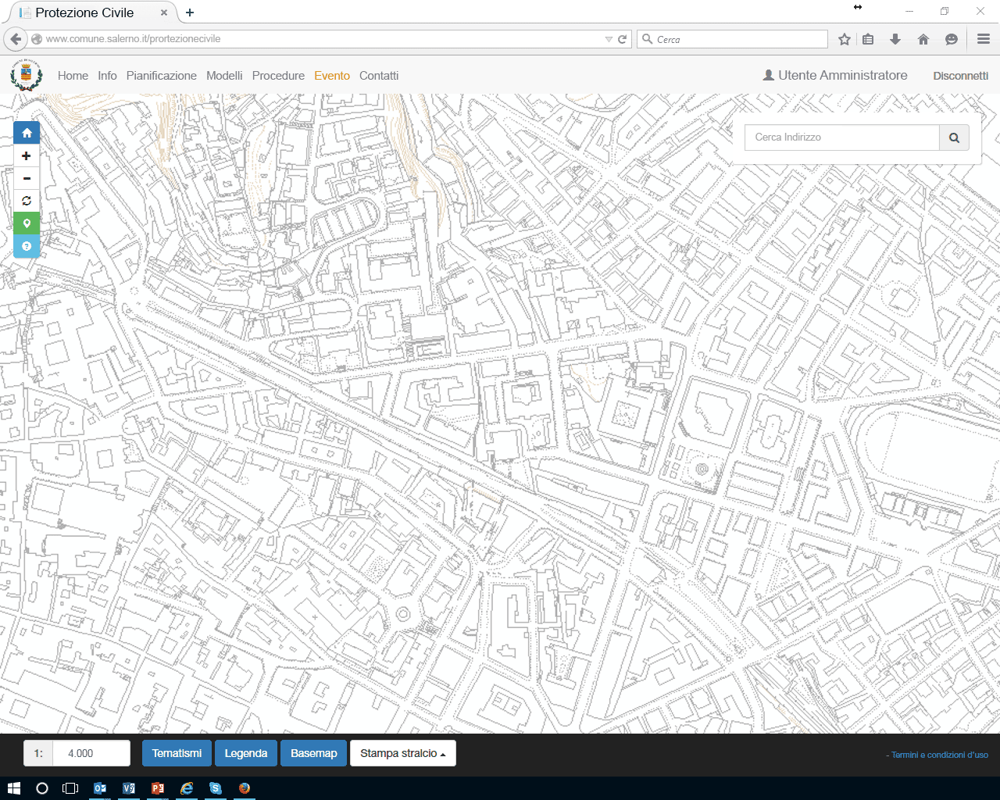 Protezione Civile
www.comune.salerno.it/prortezionecivile
Cerca
Home Info Pianificazione Modelli Procedure Evento Contatti
Utente Amministratore Disconnetti
Cerca Indirizzo
1: 4.000 Tematismi Legenda Basemap Stampa stralcio
- Termini e condizioni d'uso